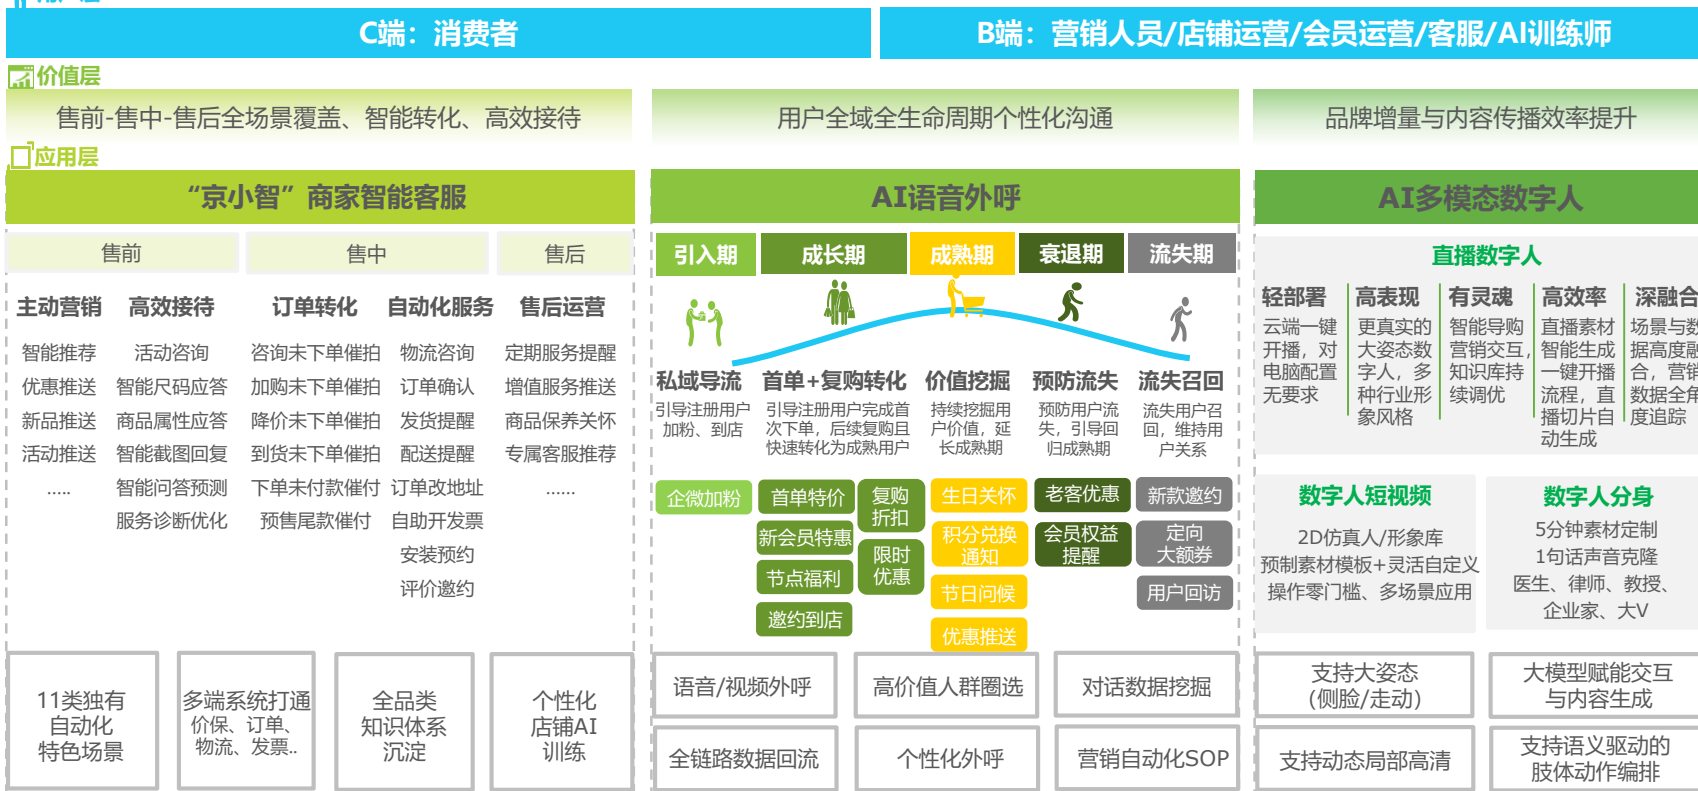 C端：消费者
B端：营销人员/店铺运营/会员运营/客服/AI训练师
价值层
售前-售中-售后全场景覆盖、智能转化、高效接待
用户全域全生命周期个性化沟通
品牌增量与内容传播效率提升
应用层
“京小智”商家智能客服
售前
售中
售后
主动营销
智能推荐
优惠推送
新品推送
活动推送
.....
高效接待
活动咨询
智能尺码应答
商品属性应答
智能截图回复
智能问答预测
服务诊断优化
订单转化
咨询未下单催拍
加购未下单催拍
降价未下单催拍
到货未下单催拍
下单未付款催付
预售尾款催付
自动化服务
物流咨询
订单确认
发货提醒
配送提醒
订单改地址
自助开发票
安装预约
评价邀约
售后运营
定期服务提醒
增值服务推送
商品保养关怀
专属客服推荐
......
11类独有
自动化
特色场景
多端系统打通
价保、订单、
物流、发票..
全品类
知识体系
沉淀
个性化
店铺AI
训练
AI语音外呼
引入期
成长期
成熟期
衰退期
流失期
私域导流
引导注册用户
加粉、到店
首单+复购转化
引导注册用户完成首
次下单，后续复购且
快速转化为成熟用户
价值挖掘
持续挖掘用
户价值，延
长成熟期
预防流失
预防用户流
失，引导回
归成熟期
流失召回
流失用户召
回，维持用
户关系
企微加粉
首单特价
新会员特惠
节点福利
邀约到店
复购
折扣
限时
优惠
生日关怀
积分兑换
通知
节日问候
优惠推送
老客优惠
会员权益
提醒
新款邀约
定向
大额券
用户回访
语音/视频外呼
高价值人群圈选
对话数据挖掘
全链路数据回流
个性化外呼
营销自动化SOP
AI多模态数字人
直播数字人
轻部署
云端一键
开播，对
电脑配置
无要求
高表现
更真实的
大姿态数
字人，多
种行业形
象风格
有灵魂
智能导购
营销交互，
知识库持
续调优
高效率
直播素材
智能生成
一键开播
流程，直
播切片自
动生成
深融合
场景与数
据高度融
合，营销
数据全角
度追踪
数字人短视频
2D仿真人/形象库
预制素材模板+灵活自定义
操作零门槛、多场景应用
数字人分身
5分钟素材定制
1句话声音克隆
医生、律师、教授、
企业家、大V
支持大姿态
（侧脸/走动）
大模型赋能交互
与内容生成
支持动态局部高清
支持语义驱动的
肢体动作编排